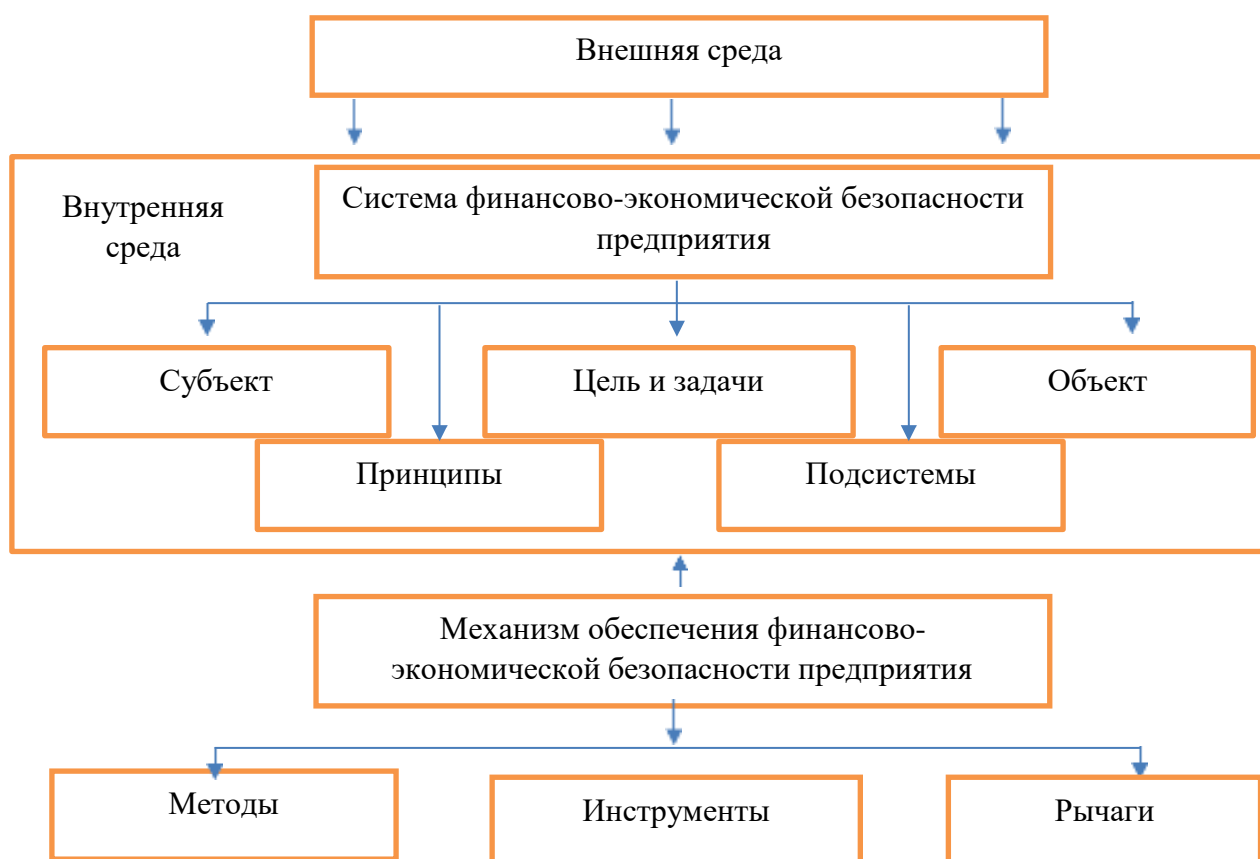 Внешняя среда
Внутренняя
среда
Система финансово-экономической безопасности
предприятия
Субъект
Цель и задачи
Объект
Принципы
Подсистемы
Механизм обеспечения финансово-
экономической безопасности предприятия
Методы
Инструменты
Рычаги